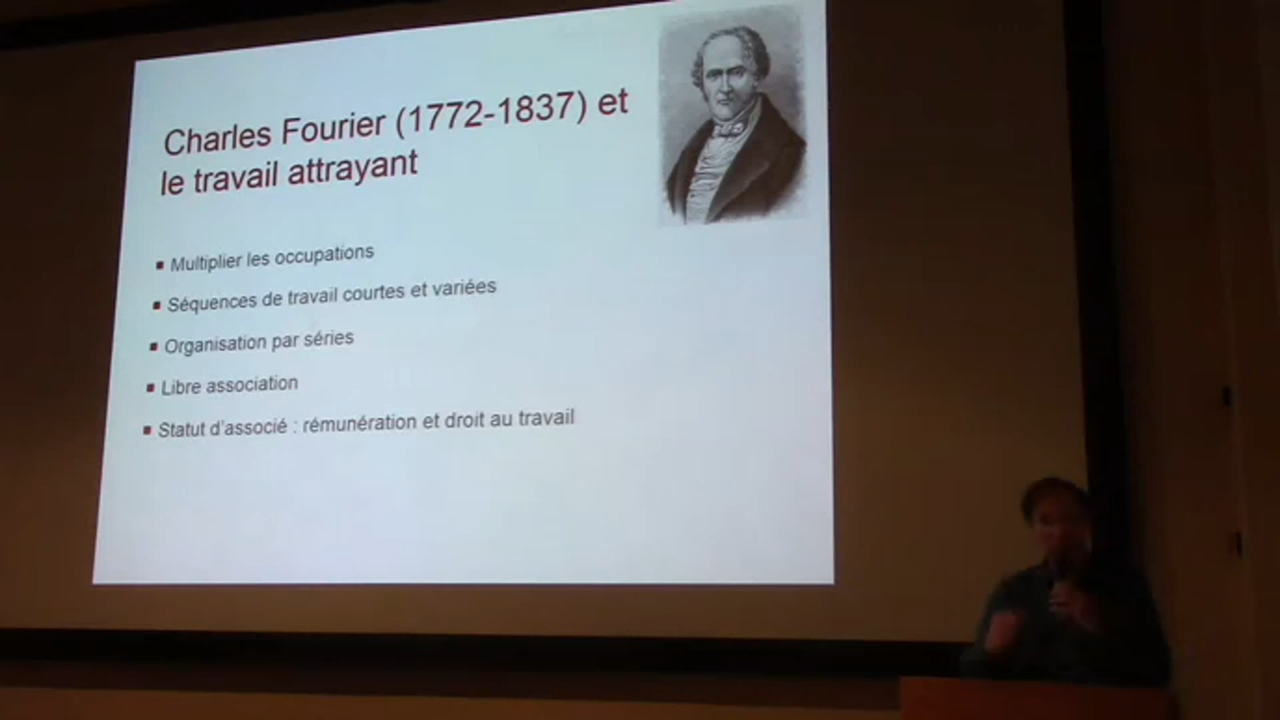 Charles Fourier (1772-1837) et
le travail attrayant
Multiplier les occupations
Séquences de travail courtes et variées
Organisation par séries
Libre association
Statut d'associé : rémunération et droit au travail